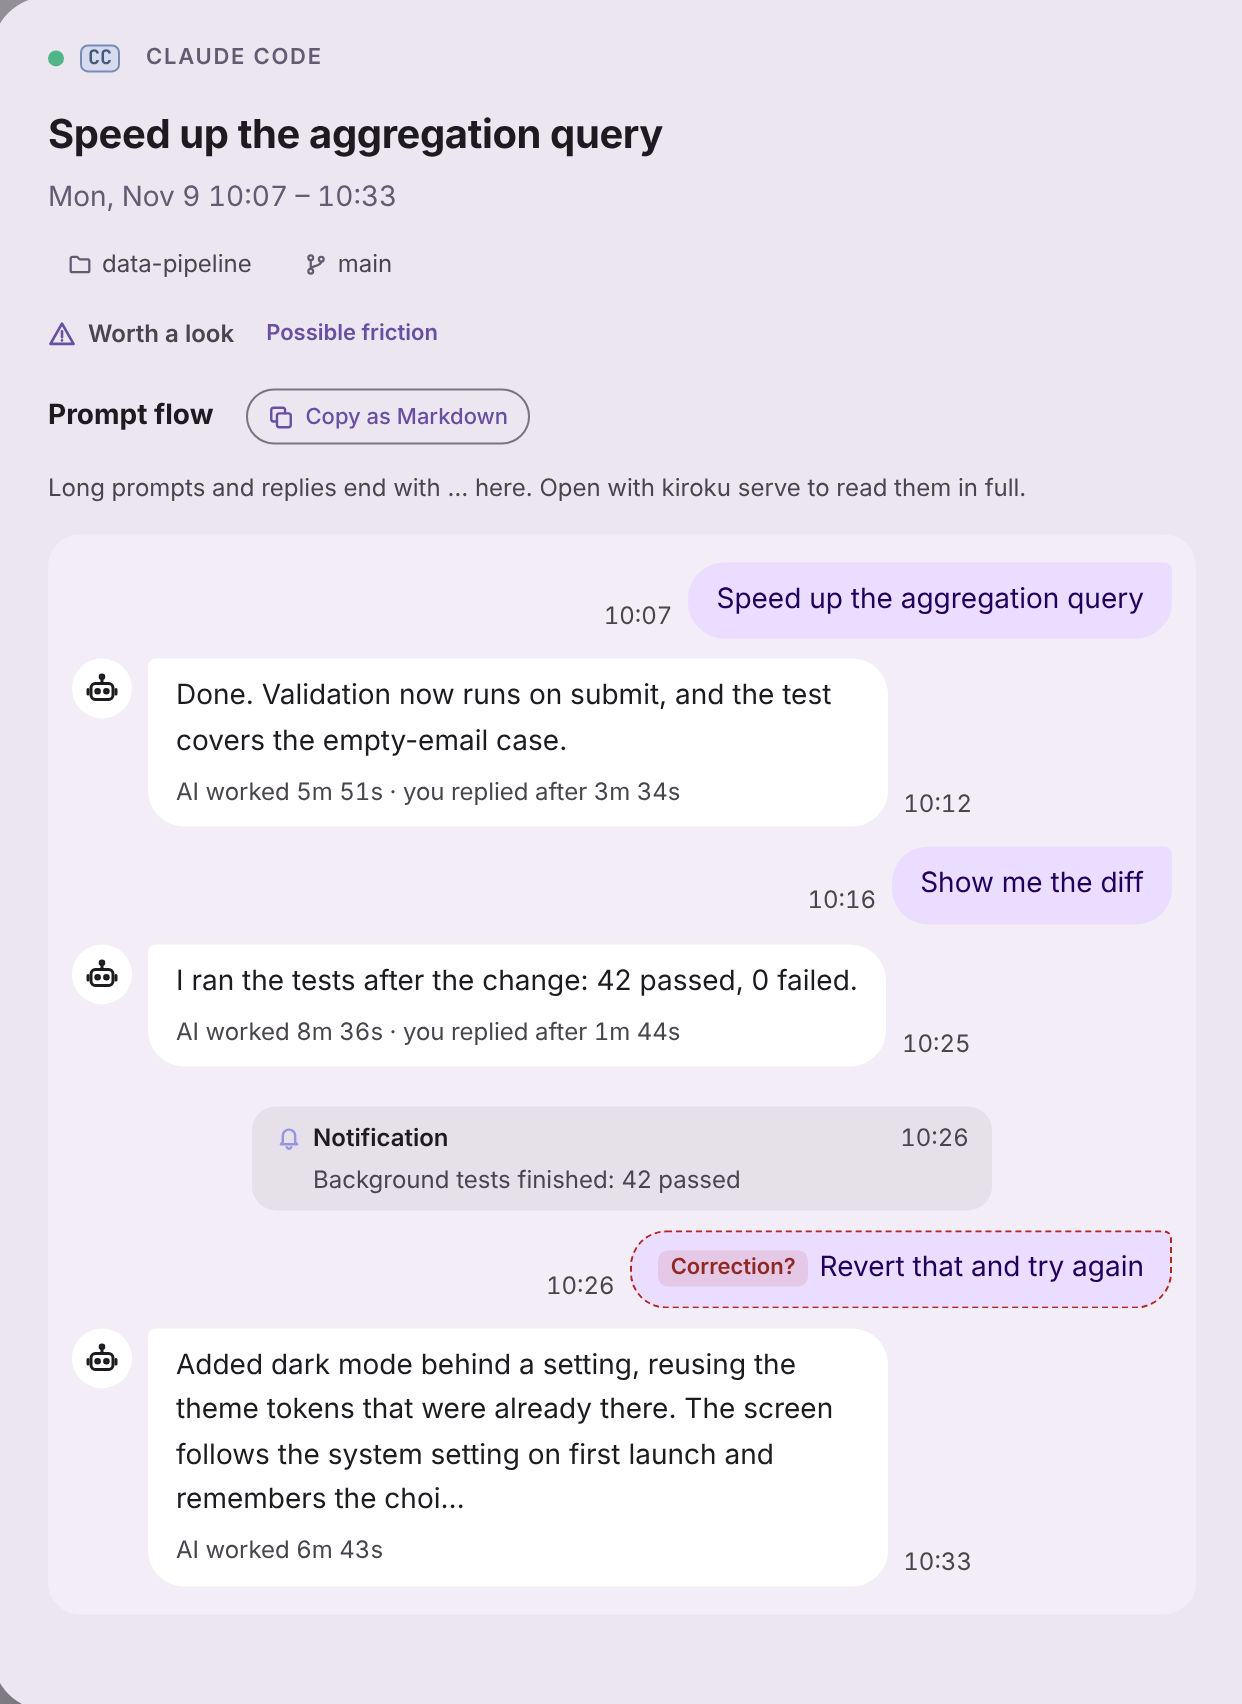 CC CLAUDE CODE
Speed up the aggregation query
Mon, Nov 9 10:07 – 10:33
data-pipeline main
Worth a look Possible friction
Prompt flow Copy as Markdown
Long prompts and replies end with ... here. Open with kiroku serve to read them in full.
10:07 Speed up the aggregation query
Done. Validation now runs on submit, and the test
covers the empty-email case.
AI worked 5m 51s · you replied after 3m 34s
10:12
10:16 Show me the diff
I ran the tests after the change: 42 passed, 0 failed.
AI worked 8m 36s · you replied after 1m 44s
10:25
Notification 10:26
Background tests finished: 42 passed
10:26 Correction? Revert that and try again
Added dark mode behind a setting, reusing the
theme tokens that were already there. The screen
follows the system setting on first launch and
remembers the choi...
AI worked 6m 43s
10:33